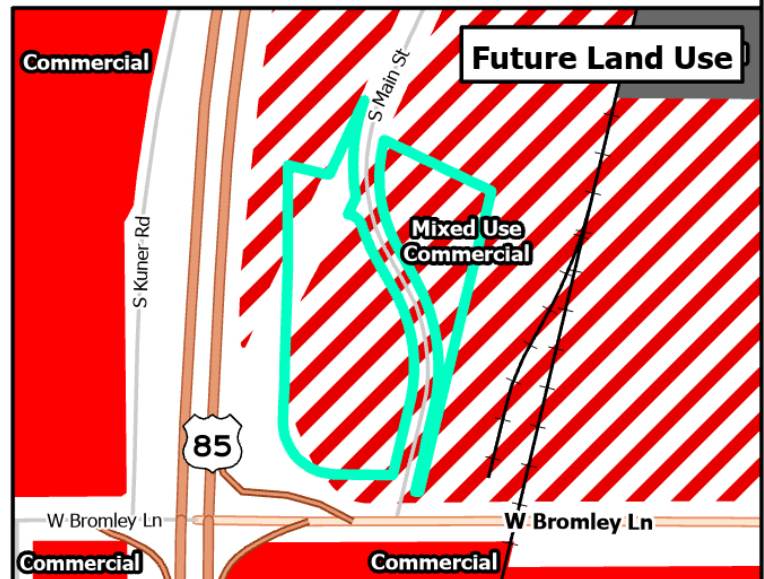 Future Land Use
Commercial
S Main St
S Kuner Rd
Mixed Use
Commercial
85
W Bromley Ln
W Bromley Ln
Commercial
Commercial